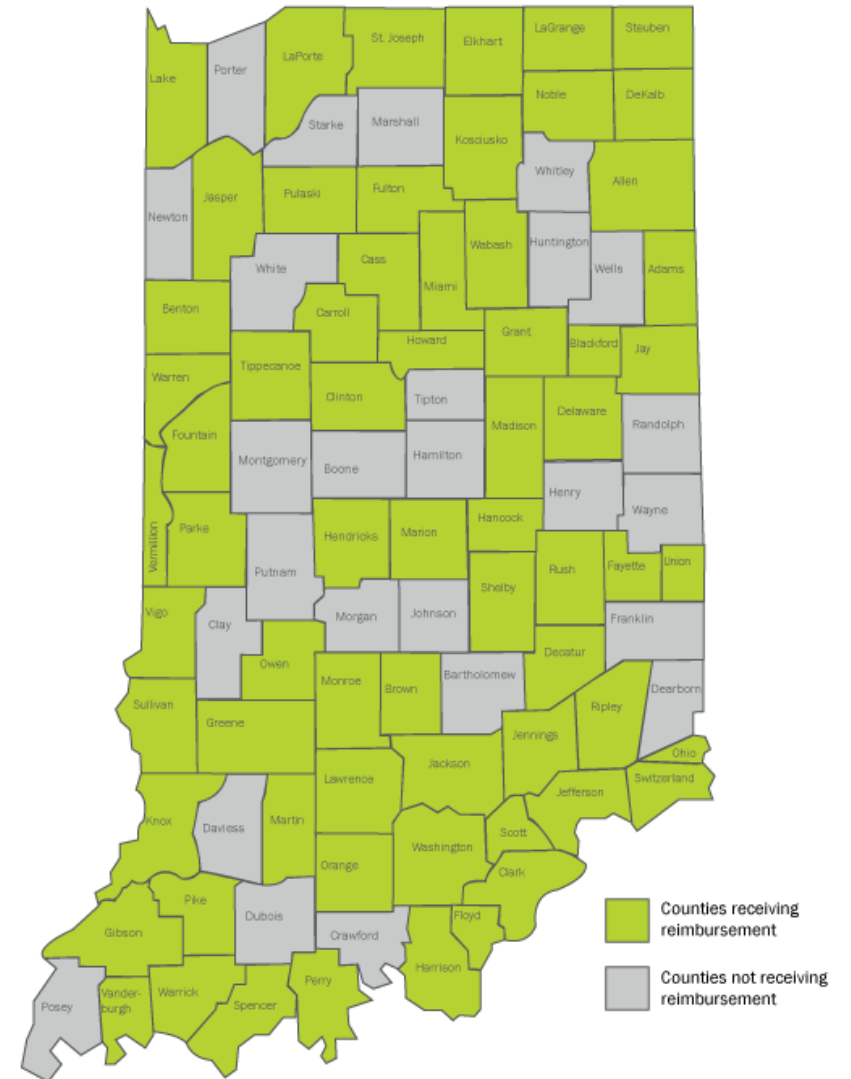 St. Joseph
LaGrange
Steuben
Elkhart
LaPorte
Porter
Lake
Noble
DeKalb
Starke
Marshall
Kosciusko
Whitley
Allen
Jasper
Pulaski
Fulton
Newton
White
Cass
Wabash
Huntington
Wells
Adams
Miami
Benton
Carroll
Howard
Grant
Blackford
Jay
Warren
Tippecanoe
Clinton
Tipton
Madison
Delaware
Randolph
Fountain
Montgomery
Boone
Hamilton
Henry
Wayne
Vermillion
Parke
Hendricks
Marion
Hancock
Putnam
Shelby
Rush
Fayette
Union
Vigo
Clay
Morgan
Johnson
Franklin
Owen
Monroe
Brown
Bartholomew
Decatur
Dearborn
Sullivan
Greene
Ripley
Jennings
Ohio
Lawrence
Jackson
Jefferson
Switzerland
Knox
Daviess
Martin
Washington
Scott
Orange
Clark
Pike
Dubois
Crawford
Floyd
Gibson
Harrison
Posey
Vander-
burgh
Warrick
Spencer
Perry
Counties receiving
reimbursement
Counties not receiving
reimbursement